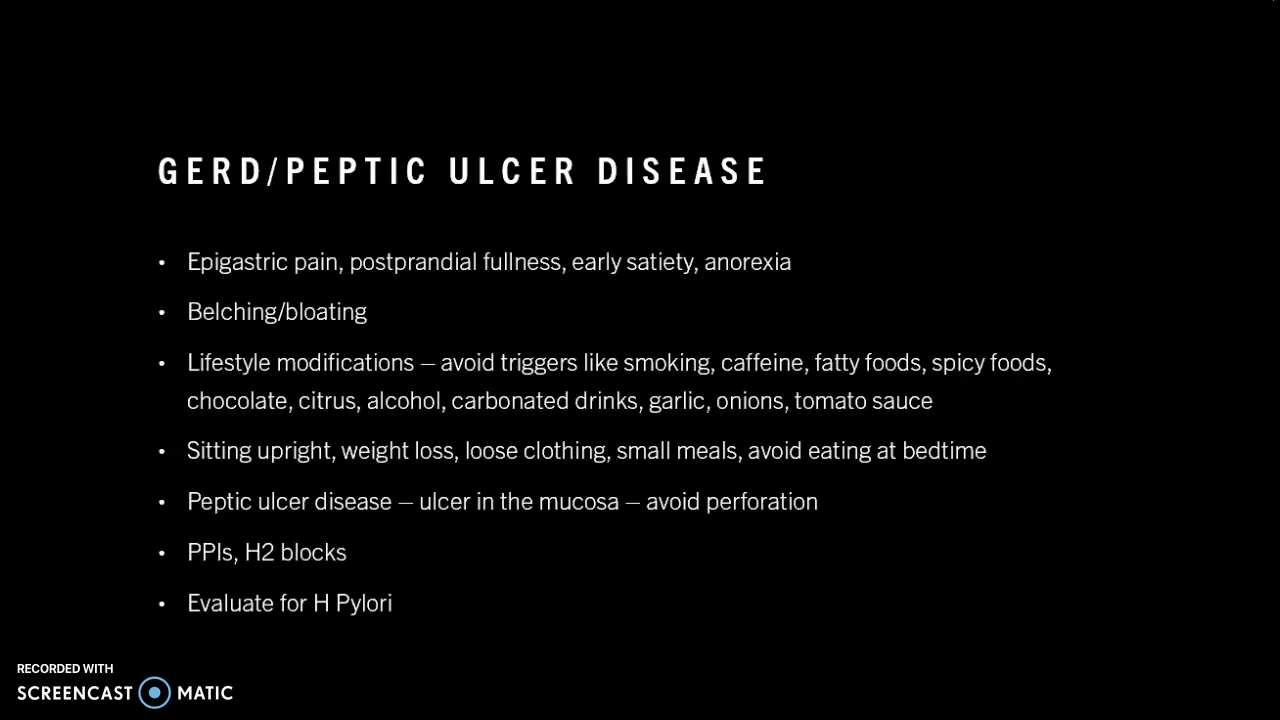 GERD/PEPTIC ULCER DISEASE
• Epigastric pain, postprandial fullness, early satiety, anorexia
• Belching/bloating
• Lifestyle modifications – avoid triggers like smoking, caffeine, fatty foods, spicy foods,
chocolate, citrus, alcohol, carbonated drinks, garlic, onions, tomato sauce
• Sitting upright, weight loss, loose clothing, small meals, avoid eating at bedtime
• Peptic ulcer disease – ulcer in the mucosa – avoid perforation
• PPIs, H2 blocks
• Evaluate for H Pylori
RECORDED WITH
SCREENCAST MATIC